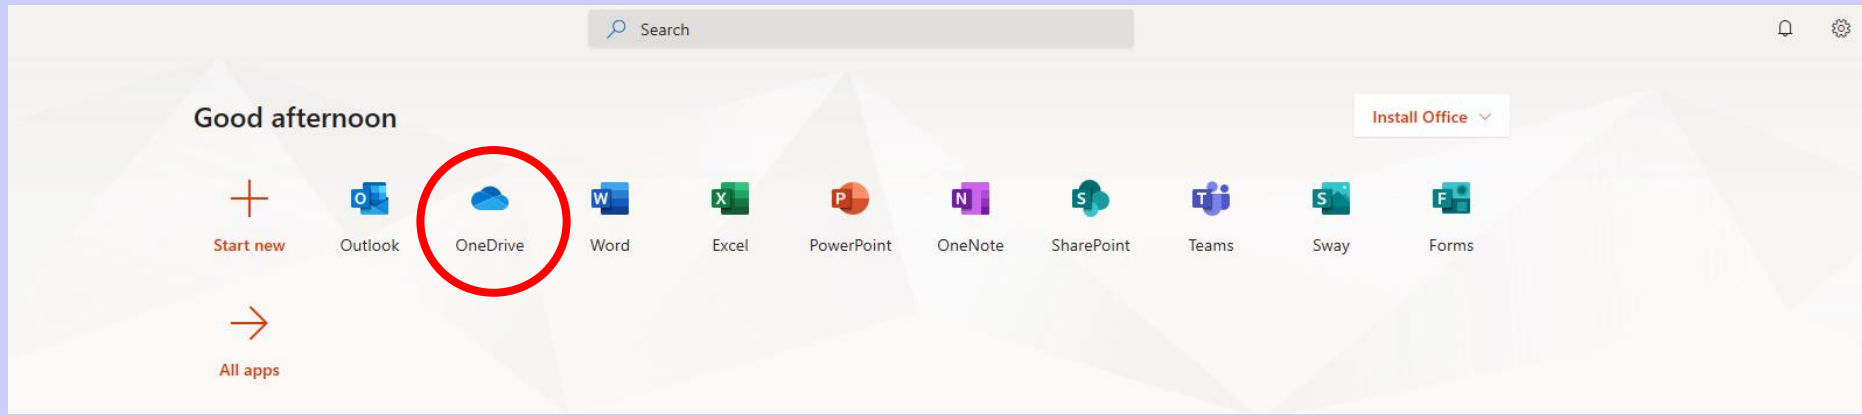 Search
Good afternoon
Install Office
Start new
Outlook
OneDrive
Word
Excel
PowerPoint
OneNote
SharePoint
Teams
Sway
Forms
All apps